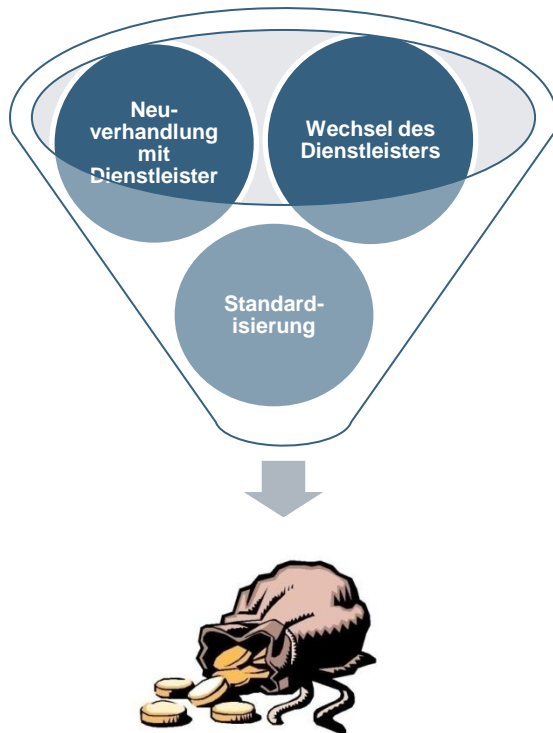 Neu-
verhandlung
mit
Dienstleister
Wechsel des
Dienstleisters
Standard-
isierung